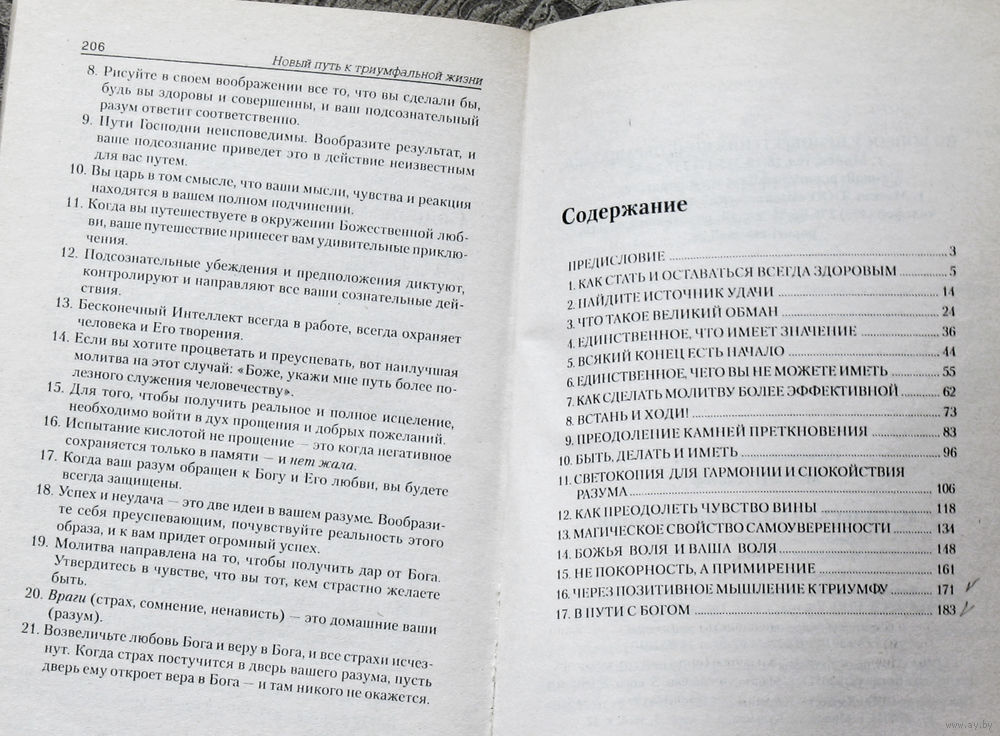 206
Новый путь к триумфальной жизни
8. Рисуйте в своем воображении все то, что вы сделали бы,
будь вы здоровы и совершенны, и ваш подсознательный
разум ответит соответственно.
9. Пути Господни неисповедимы. Вообразите результат, и
ваше подсознание приведет это в действие неизвестным
для вас путем.
10. Вы царь в том смысле, что ваши мысли, чувства и реакция
находятся в вашем полном подчинении.
11. Когда вы путешествуете в окружении Божественной люб-
ви, ваше путешествие принесет вам удивительные приклю-
чения.
12. Подсознательные убеждения и предположения диктуют,
контролируют и направляют все ваши сознательные дей-
ствия.
13. Бесконечный Интеллект всегда в работе, всегда охраняет
человека и Его творения.
14. Если вы хотите процветать и преуспевать, вот наилучшая
молитва на этот случай: «Боже, укажи мне путь более по-
лезного служения человечеству».
15. Для того, чтобы получить реальное и полное исцеление,
необходимо войти в дух прощения и добрых пожеланий.
16. Испытание кислотой не прощение — это когда негативное
сохраняется только в памяти — и нет жала.
17. Когда ваш разум обращен к Богу и Его любви, вы будете
всегда защищены.
18. Успех и неудача — это две идеи в вашем разуме. Вообрази-
те себя преуспевающим, почувствуйте реальность этого
образа, и к вам придет огромный успех.
19. Молитва направлена на то, чтобы получить дар от Бога.
Утвердитесь в чувстве, что вы тот, кем страстно желаете
быть.
20. Враги (страх, сомнение, ненависть) — это домашние ваши
(разум).
21. Возвеличьте любовь Бога и веру в Бога, и все страхи исчез-
нут. Когда страх постучится в дверь вашего разума, пусть
дверь ему откроет вера в Бога — и там никого не окажется.
Содержание
ПРЕДИСЛОВИЕ 3
1. КАК СТАТЬ И ОСТАВАТЬСЯ ВСЕГДА ЗДОРОВЫМ 5
2. НАЙДИТЕ ИСТОЧНИК УДАЧИ 14
3. ЧТО ТАКОЕ ВЕЛИКИЙ ОБМАН 24
4. ЕДИНСТВЕННОЕ, ЧТО ИМЕЕТ ЗНАЧЕНИЕ 36
5. ВСЯКИЙ КОНЕЦ ЕСТЬ НАЧАЛО 44
6. ЕДИНСТВЕННОЕ, ЧЕГО ВЫ НЕ МОЖЕТЕ ИМЕТЬ 55
7. КАК СДЕЛАТЬ МОЛИТВУ БОЛЕЕ ЭФФЕКТИВНОЙ 62
8. ВСТАНЬ И ХОДИ! 73
9. ПРЕОДОЛЕНИЕ КАМНЕЙ ПРЕТКНОВЕНИЯ 83
10. БЫТЬ, ДЕЛАТЬ И ИМЕТЬ 96
11. СВЕТОКОПИЯ ДЛЯ ГАРМОНИИ И СПОКОЙСТВИЯ
РАЗУМА 106
12. КАК ПРЕОДОЛЕТЬ ЧУВСТВО ВИНЫ 118
13. МАГИЧЕСКОЕ СВОЙСТВО САМОУВЕРЕННОСТИ 134
14. БОЖЬЯ ВОЛЯ И ВАША ВОЛЯ 148
15. НЕ ПОКОРНОСТЬ, А ПРИМИРЕНИЕ 161
16. ЧЕРЕЗ ПОЗИТИВНОЕ МЫШЛЕНИЕ К ТРИУМФУ 171
17. В ПУТИ С БОГОМ 183
www.ay.by